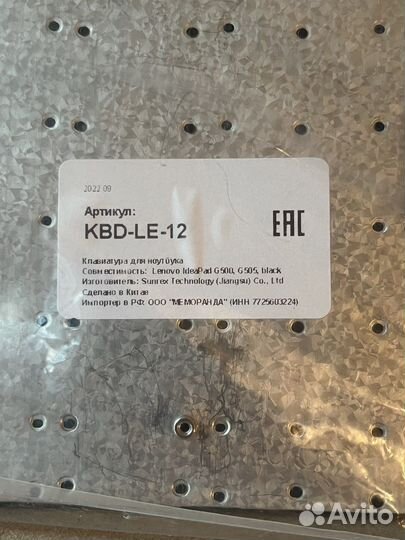 2022 09
Артикул:
KBD-LE-12
EAC
Клавиатура для ноутбука
Совместимость: Lenovo IdeaPad G500, G505, black
Изготовитель: Sunrex Technology (Jiangsu) Co., Ltd
Сделано в Китае
Импортер в РФ: ООО "МЕМОРАНДА" (ИНН 7725603224)
Avito